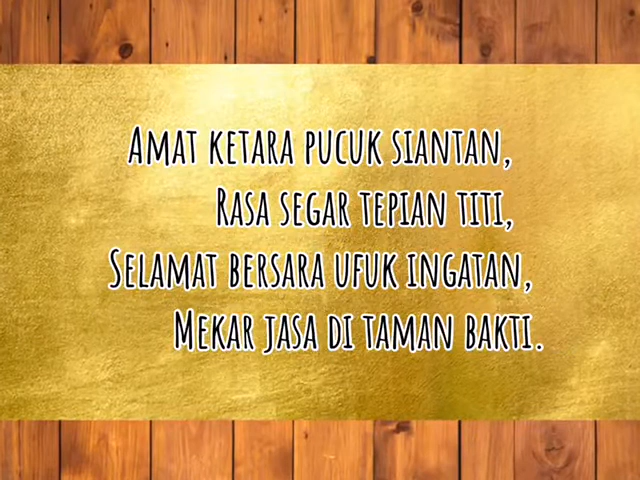 Amat ketara pucuk siantan,
Rasa segar tepian titi,
Selamat bersara ufuk ingatan,
Mekar jasa di taman bakti.